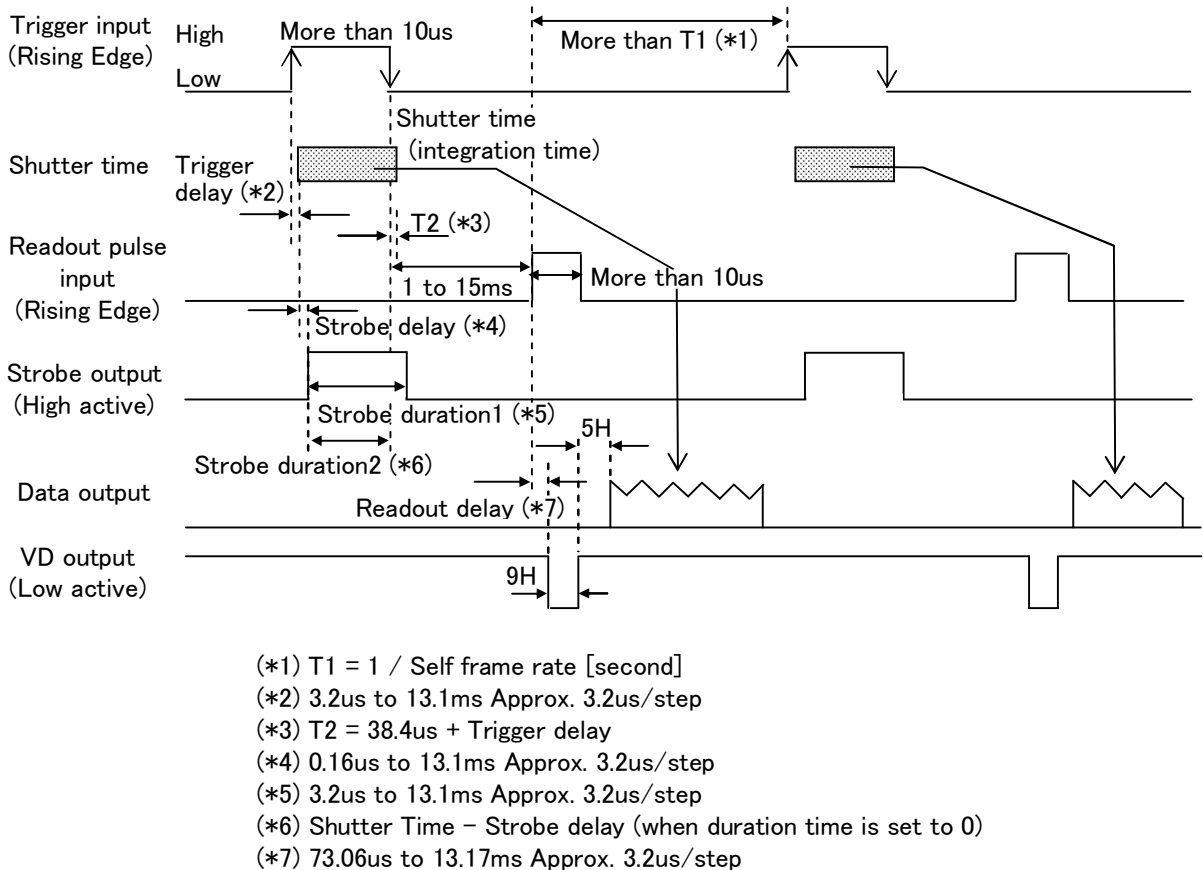 Trigger input
(Rising Edge)
High
Low
More than 10us
More than T1 (*1)
Shutter time
(integration time)
Shutter time
Trigger
delay (*2)
T2 (*3)
Readout pulse
input
(Rising Edge)
1 to 15ms
More than 10us
Strobe delay (*4)
Strobe output
(High active)
Strobe duration1 (*5)
5H
Strobe duration2 (*6)
Data output
Readout delay (*7)
VD output
(Low active)
9H
(*1) T1 = 1 / Self frame rate [second]
(*2) 3.2us to 13.1ms Approx. 3.2us/step
(*3) T2 = 38.4us + Trigger delay
(*4) 0.16us to 13.1ms Approx. 3.2us/step
(*5) 3.2us to 13.1ms Approx. 3.2us/step
(*6) Shutter Time - Strobe delay (when duration time is set to 0)
(*7) 73.06us to 13.17ms Approx. 3.2us/step